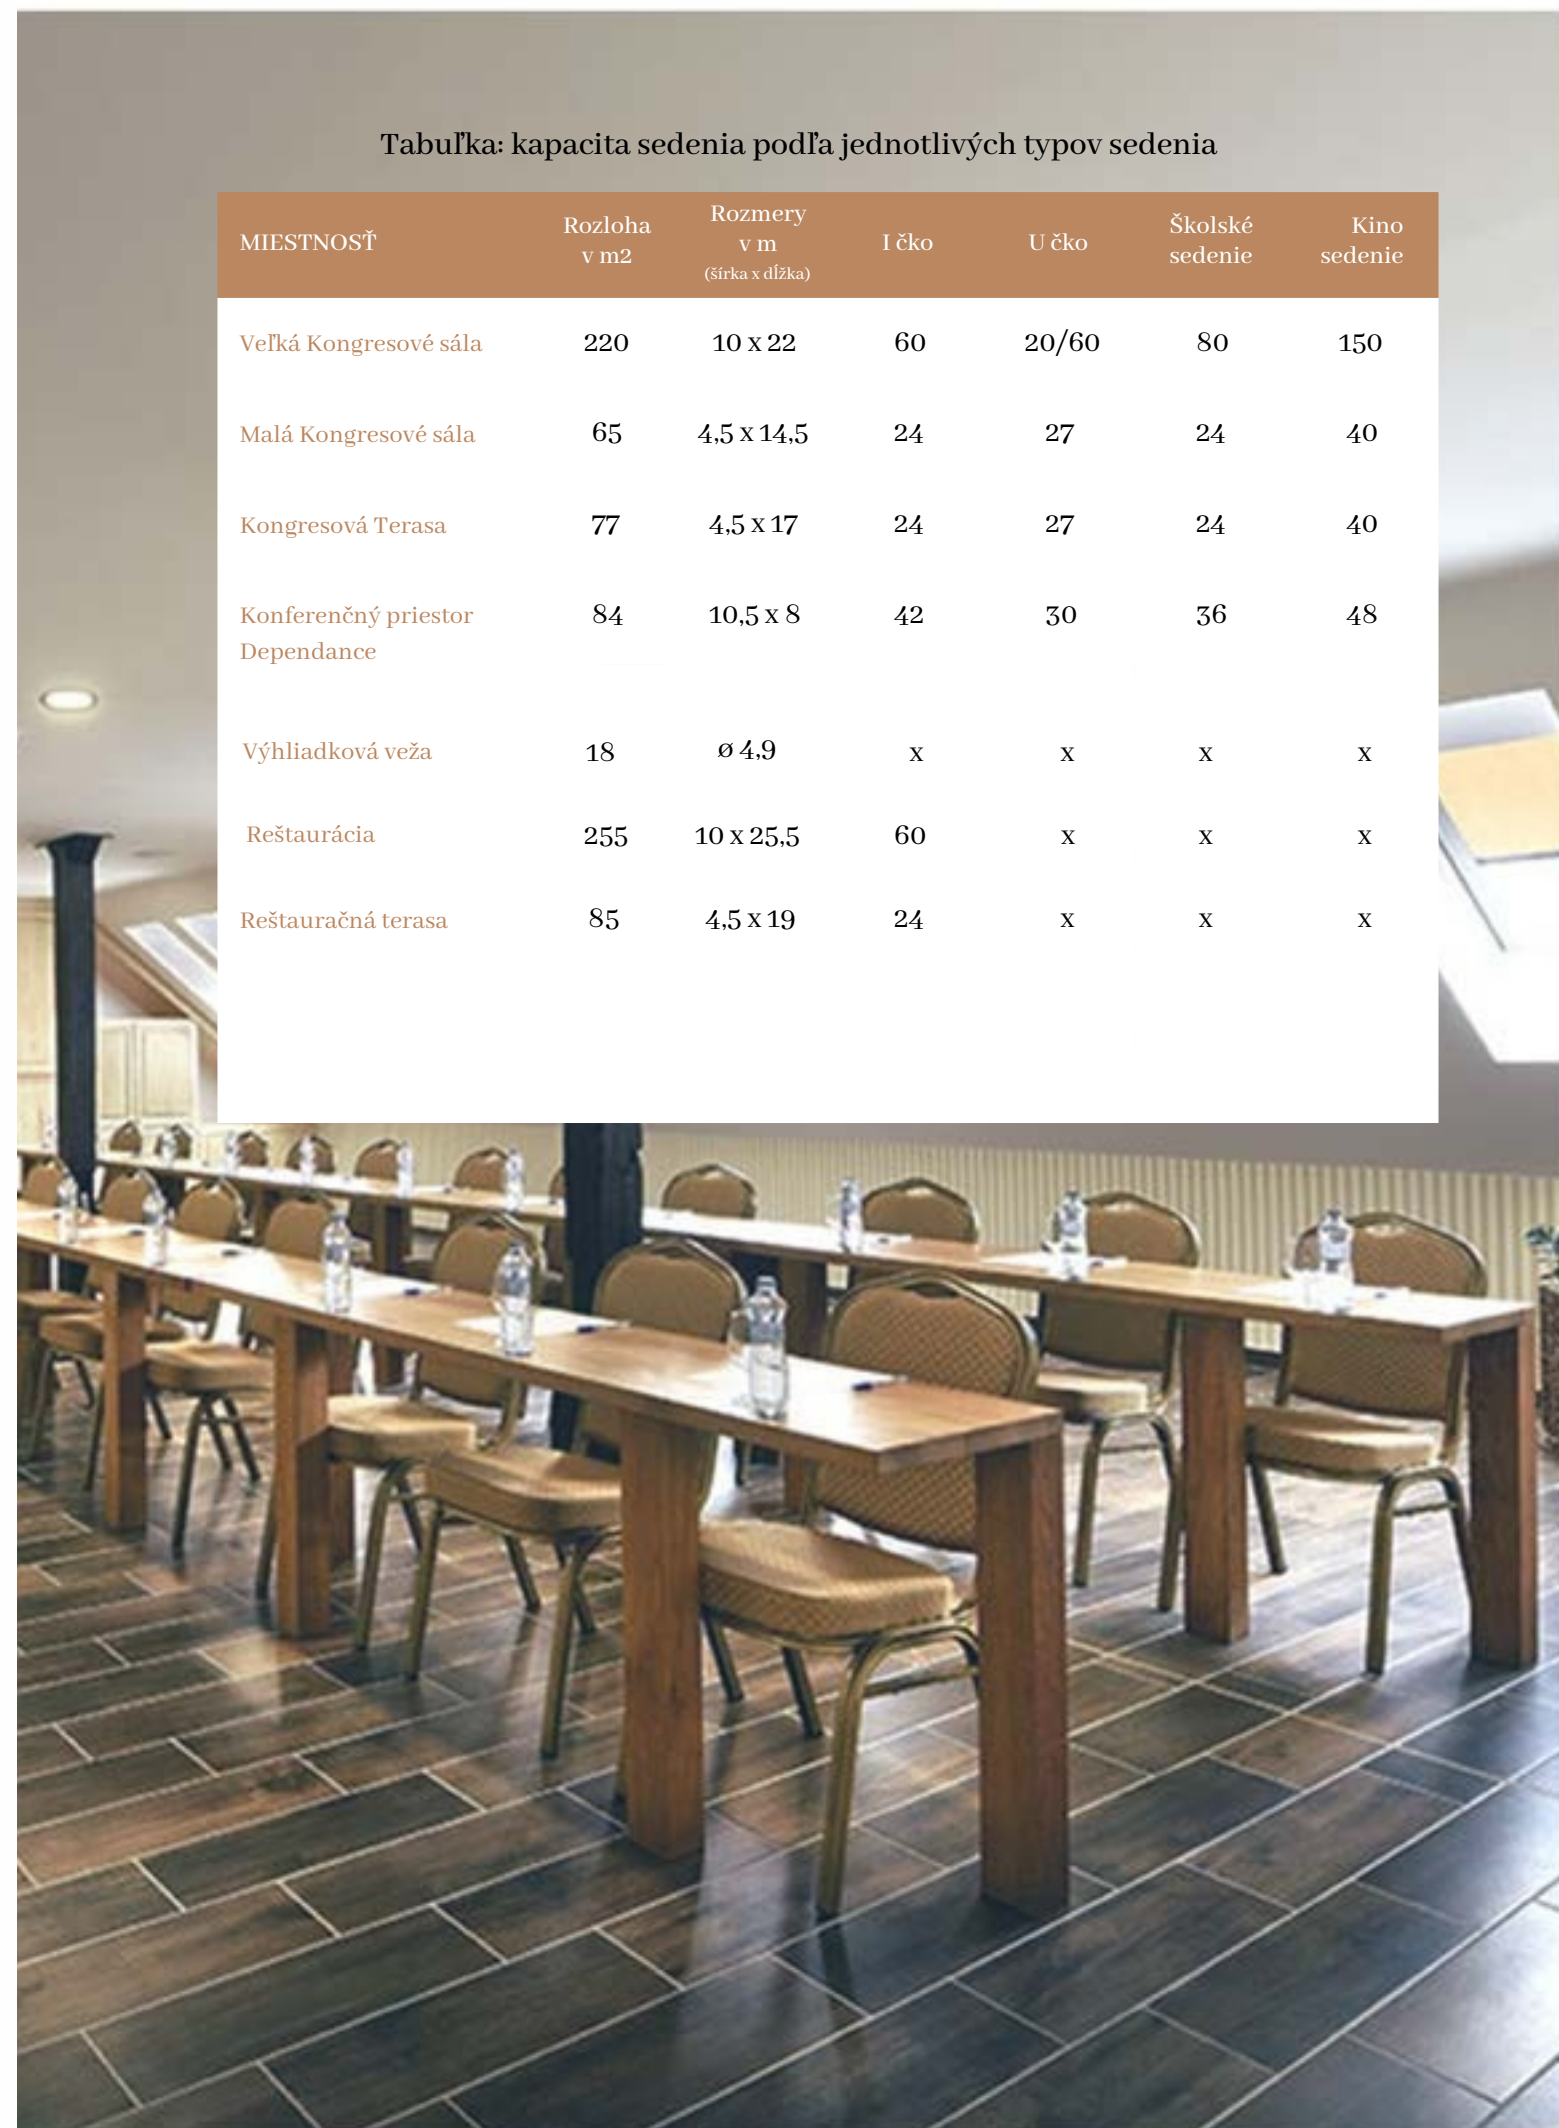 Tabuľka: kapacita sedenia podľa jednotlivých typov sedenia
MIESTNOSŤ Rozloha v m2 Rozmery v m (šírka x dĺžka) I čko U čko Školské sedenie Kino sedenie
Veľká Kongresové sála 220 10 x 22 60 20/60 80 150
Malá Kongresové sála 65 4,5 x 14,5 24 27 24 40
Kongresová Terasa 77 4,5 x 17 24 27 24 40
Konferenčný priestor 84 10,5 x 8 42 30 36 48
Dependance
Výhliadková veža 18 ø 4,9 x x x x
Reštaurácia 255 10 x 25,5 60 x x x
Reštauračná terasa 85 4,5 x 19 24 x x x